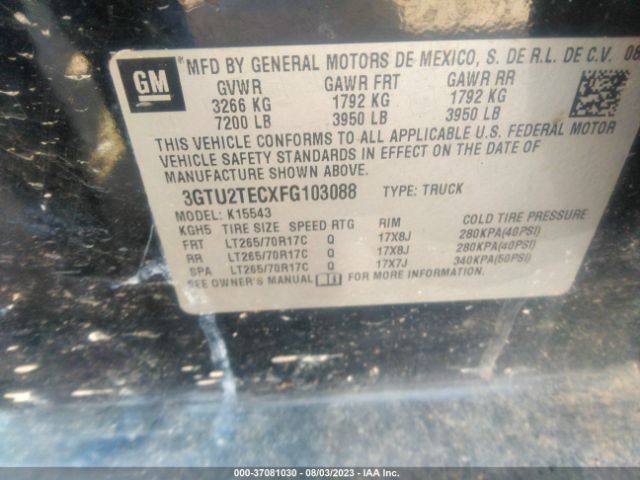 GM
MFD BY GENERAL MOTORS DE MEXICO, S. DE R.L. DE C.V. 08
GVWR GAWR FRT GAWR RR
3266 KG 1792 KG 1792 KG
7200 LB 3950 LB 3950 LB
THIS VEHICLE CONFORMS TO ALL APPLICABLE U.S. FEDERAL MOTOR
VEHICLE SAFETY STANDARDS IN EFFECT ON THE DATE OF
MANUFACTURE SHOWN ABOVE.
3GTU2TECXFG103088 TYPE: TRUCK
MODEL: K15543
KGH5 TIRE SIZE SPEED RTG RIM COLD TIRE PRESSURE
FRT LT265/70R17C Q 17X8J 280KPA(40PSI)
RR LT265/70R17C Q 17X8J 280KPA(40PSI)
SPA LT265/70R17C Q 17X7J 340KPA(50PSI)
SEE OWNER'S MANUAL FOR MORE INFORMATION.
000-37081030 - 08/03/2023 - IAA Inc.